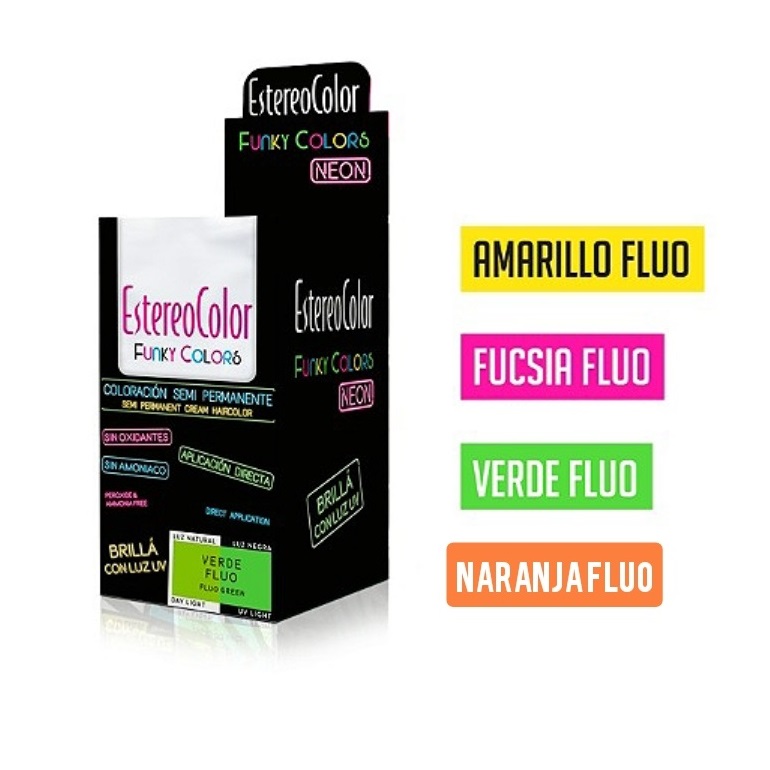 EstereoColor
FUNKY COLORS
NEON
EstereoColor
FUNKY COLORS
COLORACIÓN SEMI PERMANENTE
SEMI PERMANENT CREAM HAIRCOLOR
SIN OXIDANTES
SIN AMONIACO
APLICACIÓN DIRECTA
PEROXIDE &
AMMONIA FREE
DIRECT APPLICATION
BRILLÁ
CON LUZ UV
LUZ NATURAL
LUZ NEGRA
VERDE
FLUO
FLUO GREEN
DAY LIGHT
UV LIGHT
EstereoColor
FUNKY COLORS
NEON
BRILLÁ
CON LUZ UV
AMARILLO FLUO
FUCSIA FLUO
VERDE FLUO
NARANJA FLUO